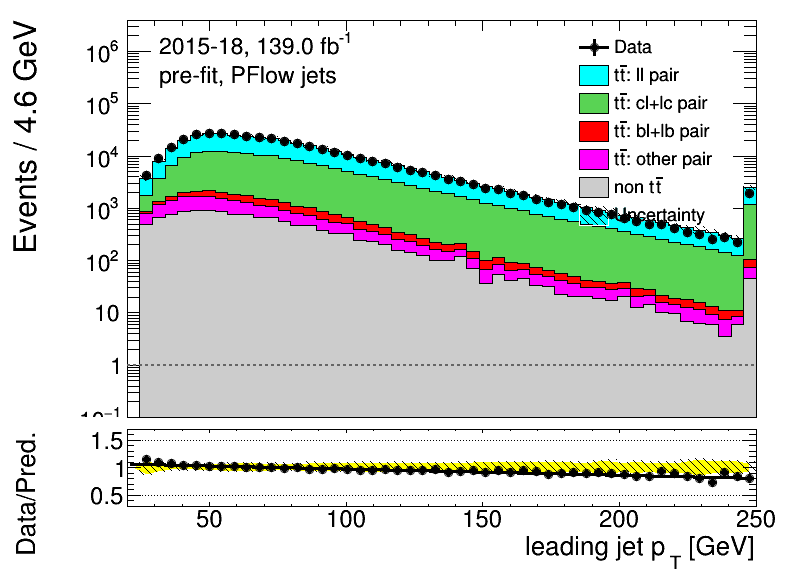 2015-18, 139.0 fb⁻¹
pre-fit, PFlow jets
Data
tt̄: ll pair
tt̄: cl+lc pair
tt̄: bl+lb pair
tt̄: other pair
non tt̄
Uncertainty
Events / 4.6 GeV
10⁶
10⁵
10⁴
10³
10²
10
1
10⁻¹
Data/Pred.
1.5
1
0.5
50 100 150 200 250
leading jet p_T [GeV]